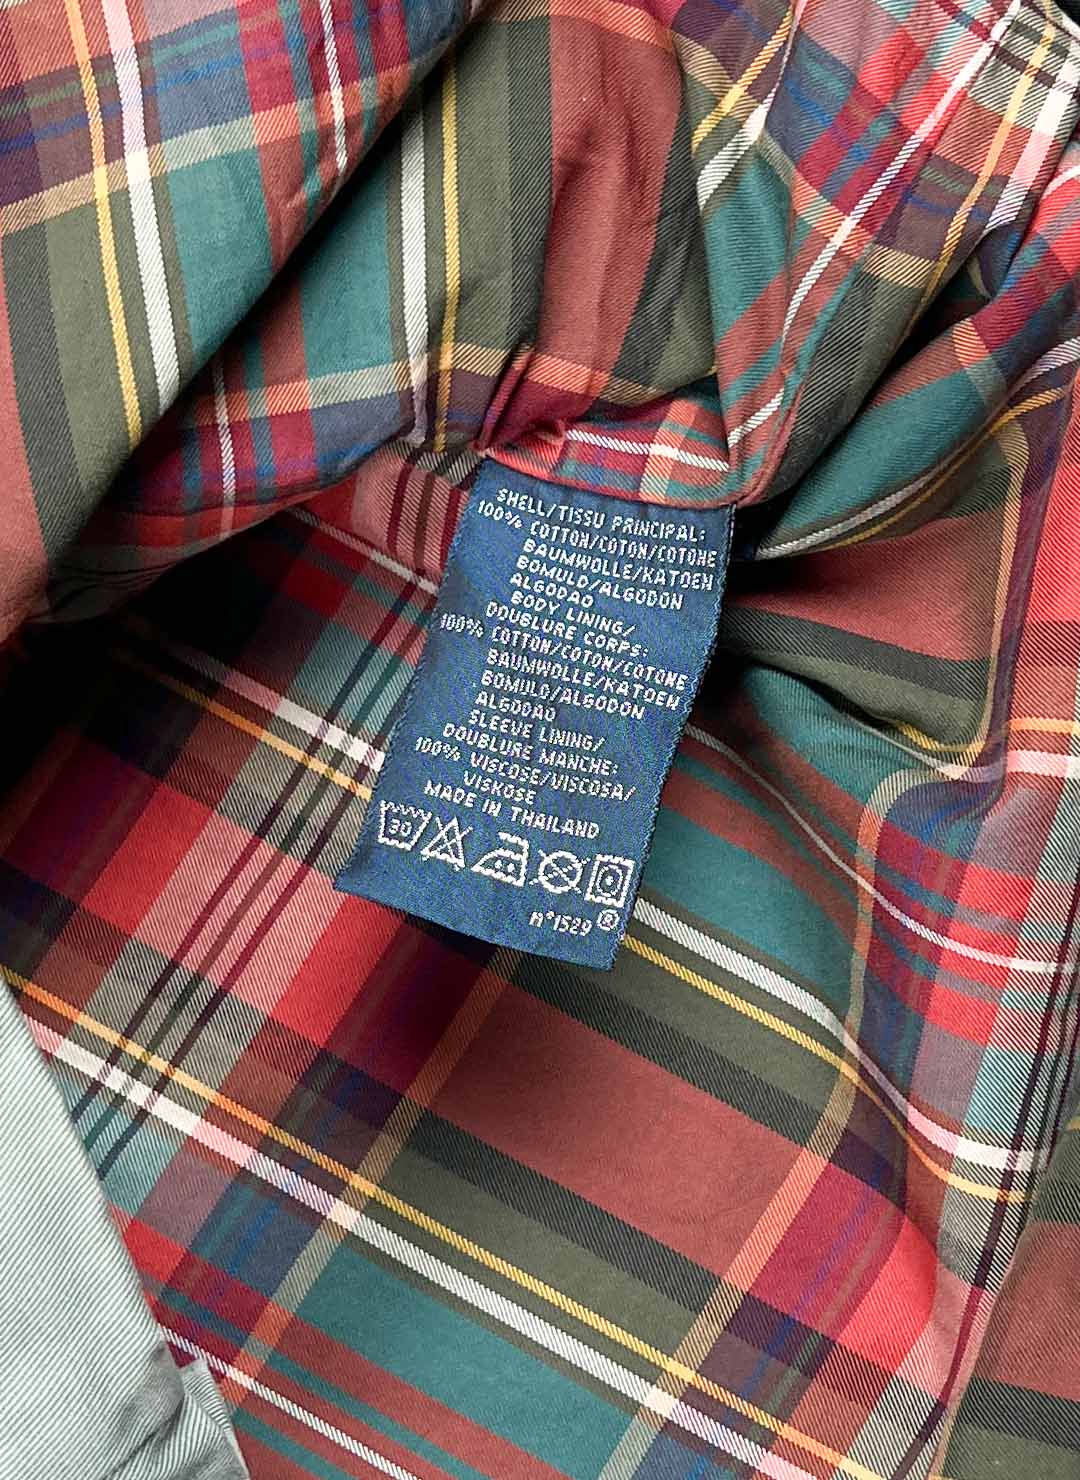 SHELL/TISSU PRINCIPAL:
100% COTTON/COTON/COTONE
BAUMWOLLE/KATOEN
BOMULD/ALGODON
ALGODAO
BODY LINING/
DOUBLURE CORPS:
100% COTTON/COTON/COTONE
BAUMWOLLE/KATOEN
BOMULD/ALGODON
ALGODAO
SLEEVE LINING/
DOUBLURE MANCHE:
100% VISCOSE/VISCOSA/
VISKOSE
MADE IN THAILAND
30
N°1529 ®